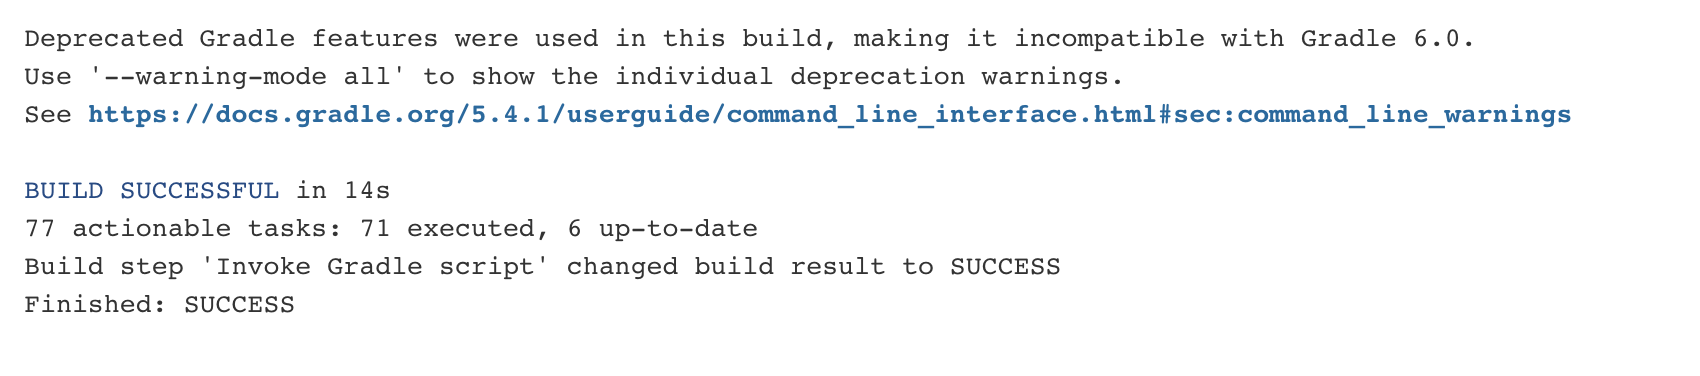 Deprecated Gradle features were used in this build, making it incompatible with Gradle 6.0.
Use '--warning-mode all' to show the individual deprecation warnings.
See https://docs.gradle.org/5.4.1/userguide/command_line_interface.html#sec:command_line_warnings
BUILD SUCCESSFUL in 14s
77 actionable tasks: 71 executed, 6 up-to-date
Build step 'Invoke Gradle script' changed build result to SUCCESS
Finished: SUCCESS